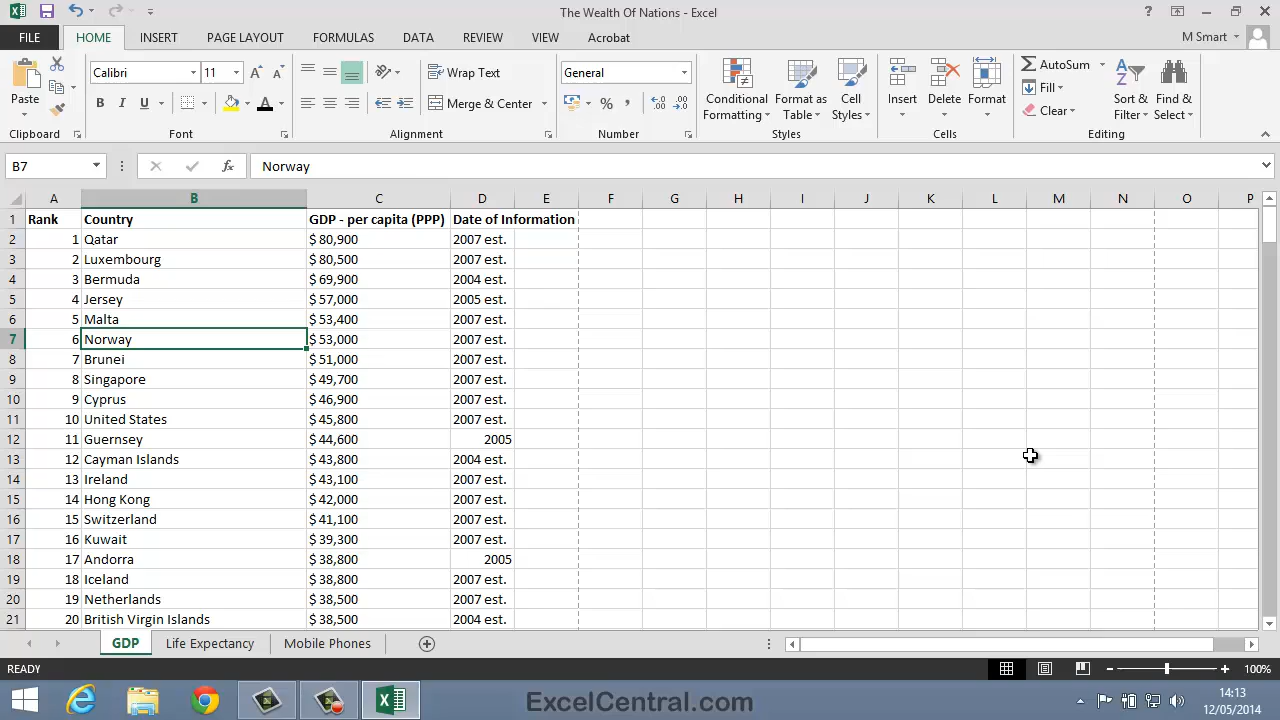 The Wealth Of Nations - Excel
FILE HOME INSERT PAGE LAYOUT FORMULAS DATA REVIEW VIEW Acrobat M Smart
Paste
Clipboard
Calibri 11
B I U A
Font
Wrap Text
Merge & Center
Alignment
General
% ,
Number
Conditional Formatting
Format as Table
Cell Styles
Styles
Insert Delete Format
Cells
AutoSum
Fill
Clear
Sort & Filter
Find & Select
Editing
B7 fx Norway
A B C D E F G H I J K L M N O P
1 Rank Country GDP - per capita (PPP) Date of Information
2 1 Qatar $ 80,900 2007 est.
3 2 Luxembourg $ 80,500 2007 est.
4 3 Bermuda $ 69,900 2004 est.
5 4 Jersey $ 57,000 2005 est.
6 5 Malta $ 53,400 2007 est.
7 6 Norway $ 53,000 2007 est.
8 7 Brunei $ 51,000 2007 est.
9 8 Singapore $ 49,700 2007 est.
10 9 Cyprus $ 46,900 2007 est.
11 10 United States $ 45,800 2007 est.
12 11 Guernsey $ 44,600 2005
13 12 Cayman Islands $ 43,800 2004 est.
14 13 Ireland $ 43,100 2007 est.
15 14 Hong Kong $ 42,000 2007 est.
16 15 Switzerland $ 41,100 2007 est.
17 16 Kuwait $ 39,300 2007 est.
18 17 Andorra $ 38,800 2005
19 18 Iceland $ 38,800 2007 est.
20 19 Netherlands $ 38,500 2007 est.
21 20 British Virgin Islands $ 38,500 2004 est.
GDP Life Expectancy Mobile Phones
READY 100%
ExcelCentral.com
14:13
12/05/2014